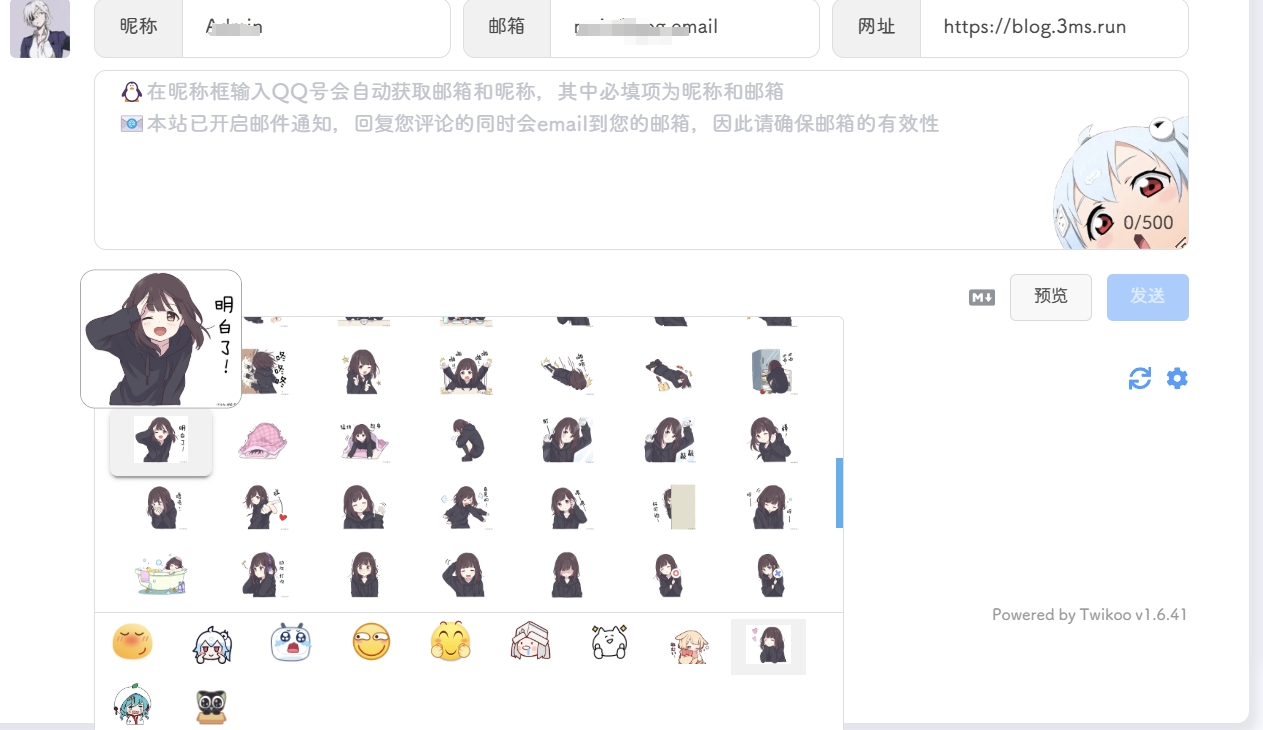 昵称
Admin
邮箱
网址
https://blog.3ms.run
在昵称框输入QQ号会自动获取邮箱和昵称，其中必填项为昵称和邮箱
本站已开启邮件通知，回复您评论的同时会email到您的邮箱，因此请确保邮箱的有效性
0/500
M
预览
发送
明白了！
Powered by Twikoo v1.6.41